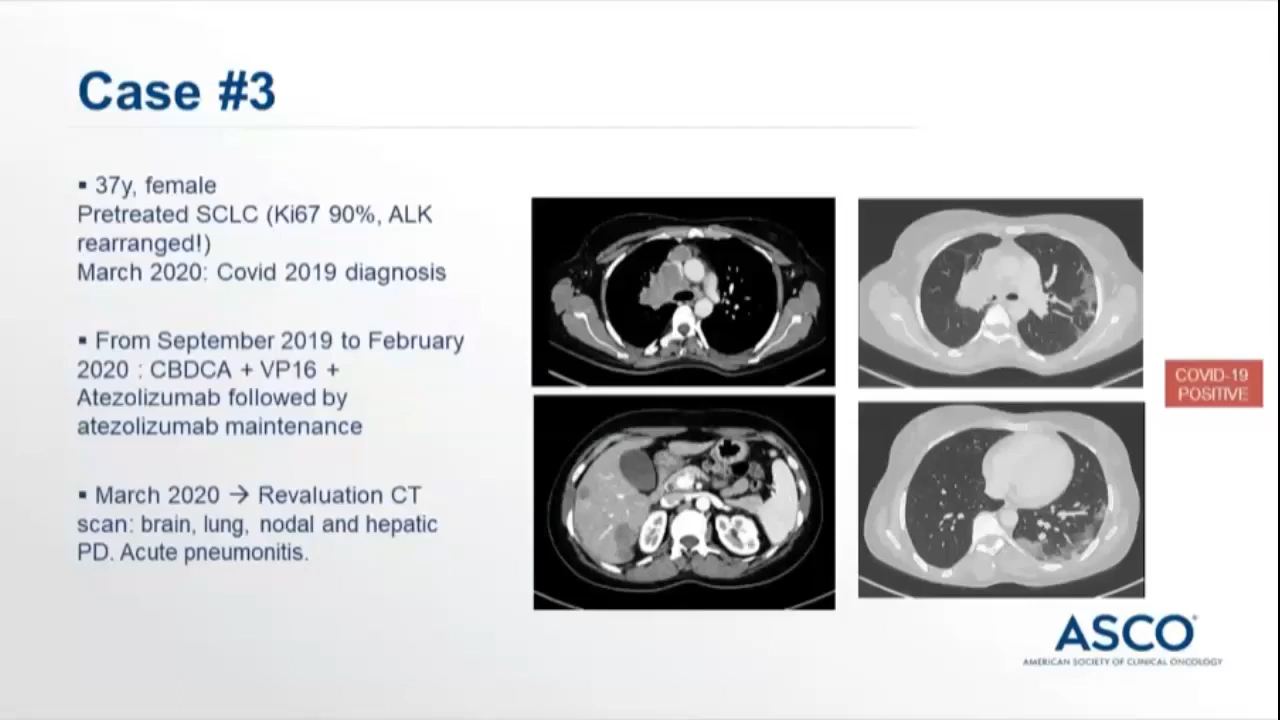 Case #3
▪ 37y, female
Pretreated SCLC (Ki67 90%, ALK
rearranged!)
March 2020: Covid 2019 diagnosis
▪ From September 2019 to February
2020 : CBDCA + VP16 +
Atezolizumab followed by
atezolizumab maintenance
▪ March 2020 → Revaluation CT
scan: brain, lung, nodal and hepatic
PD. Acute pneumonitis.
COVID-19
POSITIVE
ASCO
AMERICAN SOCIETY OF CLINICAL ONCOLOGY